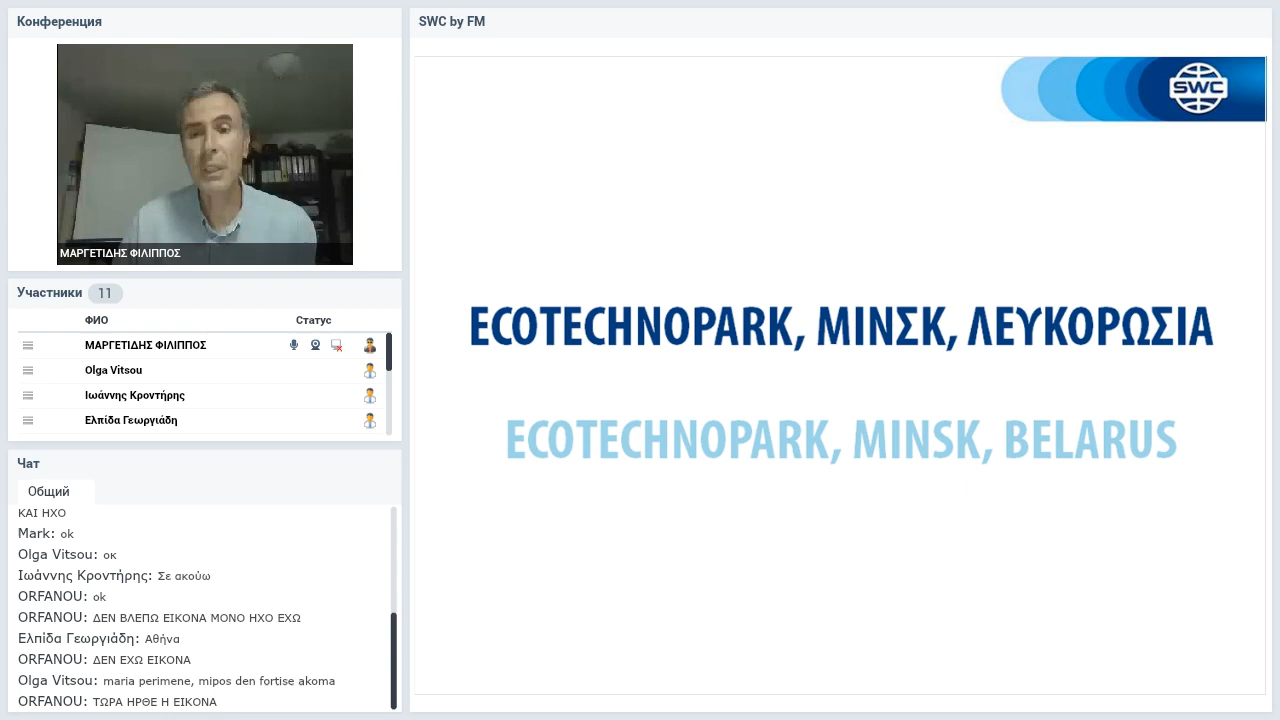 Конференция
ΜΑΡΓΕΤΙΔΗΣ ΦΙΛΙΠΠΟΣ
Участники 11
ФИО Статус
ΜΑΡΓΕΤΙΔΗΣ ΦΙΛΙΠΠΟΣ
Olga Vitsou
Ιωάννης Κροντήρης
Ελπίδα Γεωργιάδη
Чат
Общий
ΚΑΙ ΗΧΟ
Mark: ok
Olga Vitsou: οκ
Ιωάννης Κροντήρης: Σε ακούω
ORFANOU: ok
ORFANOU: ΔΕΝ ΒΛΕΠΩ ΕΙΚΟΝΑ ΜΟΝΟ ΗΧΟ ΕΧΩ
Ελπίδα Γεωργιάδη: Αθήνα
ORFANOU: ΔΕΝ ΕΧΩ ΕΙΚΟΝΑ
Olga Vitsou: maria perimene, mipos den fortise akoma
ORFANOU: ΤΩΡΑ ΗΡΘΕ Η ΕΙΚΟΝΑ
SWC by FM
SWC
ECOTECHNOPARK, ΜΙΝΣΚ, ΛΕΥΚΟΡΩΣΙΑ
ECOTECHNOPARK, MINSK, BELARUS